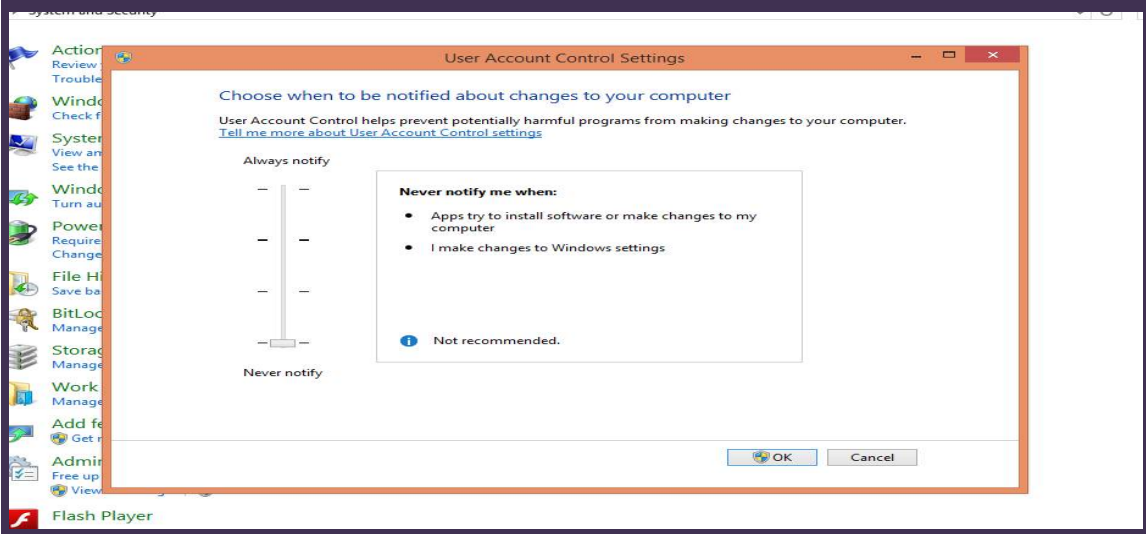 System and Security
User Account Control Settings
Action
Review
Trouble
Windo
Check f
System
View an
See the
Windo
Turn au
Power
Require
Change
File Hi
Save ba
BitLoc
Manage
Storag
Manage
Work
Manage
Add fe
Get r
Admin
Free up
View
Flash Player
Choose when to be notified about changes to your computer
User Account Control helps prevent potentially harmful programs from making changes to your computer.
Tell me more about User Account Control settings
Always notify
Never notify me when:
• Apps try to install software or make changes to my
computer
• I make changes to Windows settings
Not recommended.
Never notify
OK
Cancel